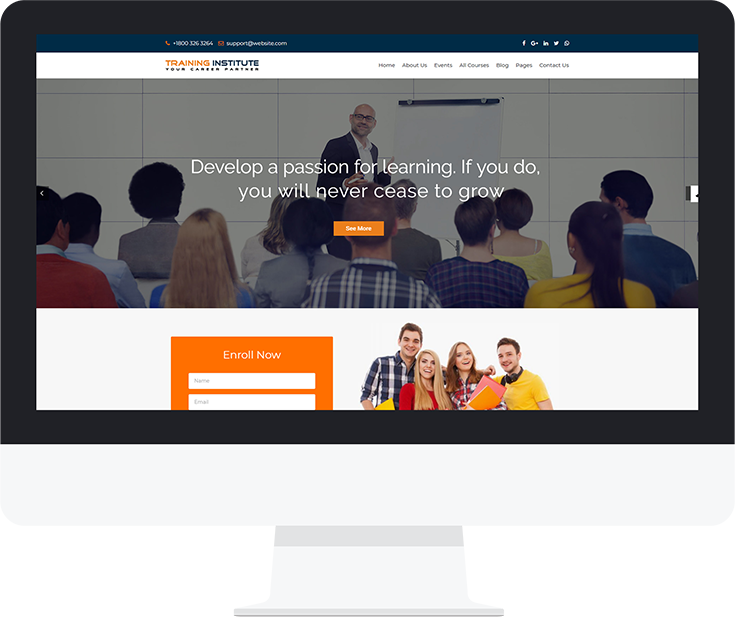 +1800 326 3264 support@website.com
TRAINING INSTITUTE
YOUR CAREER PARTNER
Home About Us Events All Courses Blog Pages Contact Us
Develop a passion for learning. If you do,
you will never cease to grow
See More
Enroll Now
Name
Email